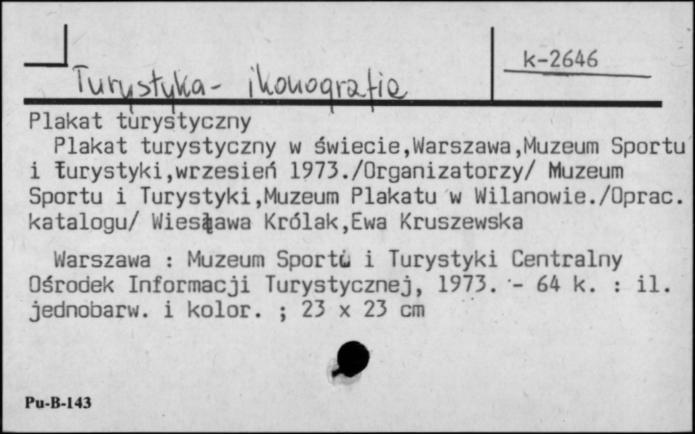 k-2646
Turystyka - ikonografia
Plakat turystyczny
Plakat turystyczny w świecie,Warszawa,Muzeum Sportu
i Turystyki,wrzesień 1973./Organizatorzy/ Muzeum
Sportu i Turystyki,Muzeum Plakatu w Wilanowie./Oprac.
katalogu/ Wiesława Królak,Ewa Kruszewska
Warszawa : Muzeum Sportu i Turystyki Centralny
Ośrodek Informacji Turystycznej, 1973. - 64 k. : il.
jednobarw. i kolor. ; 23 x 23 cm
Pu-B-143